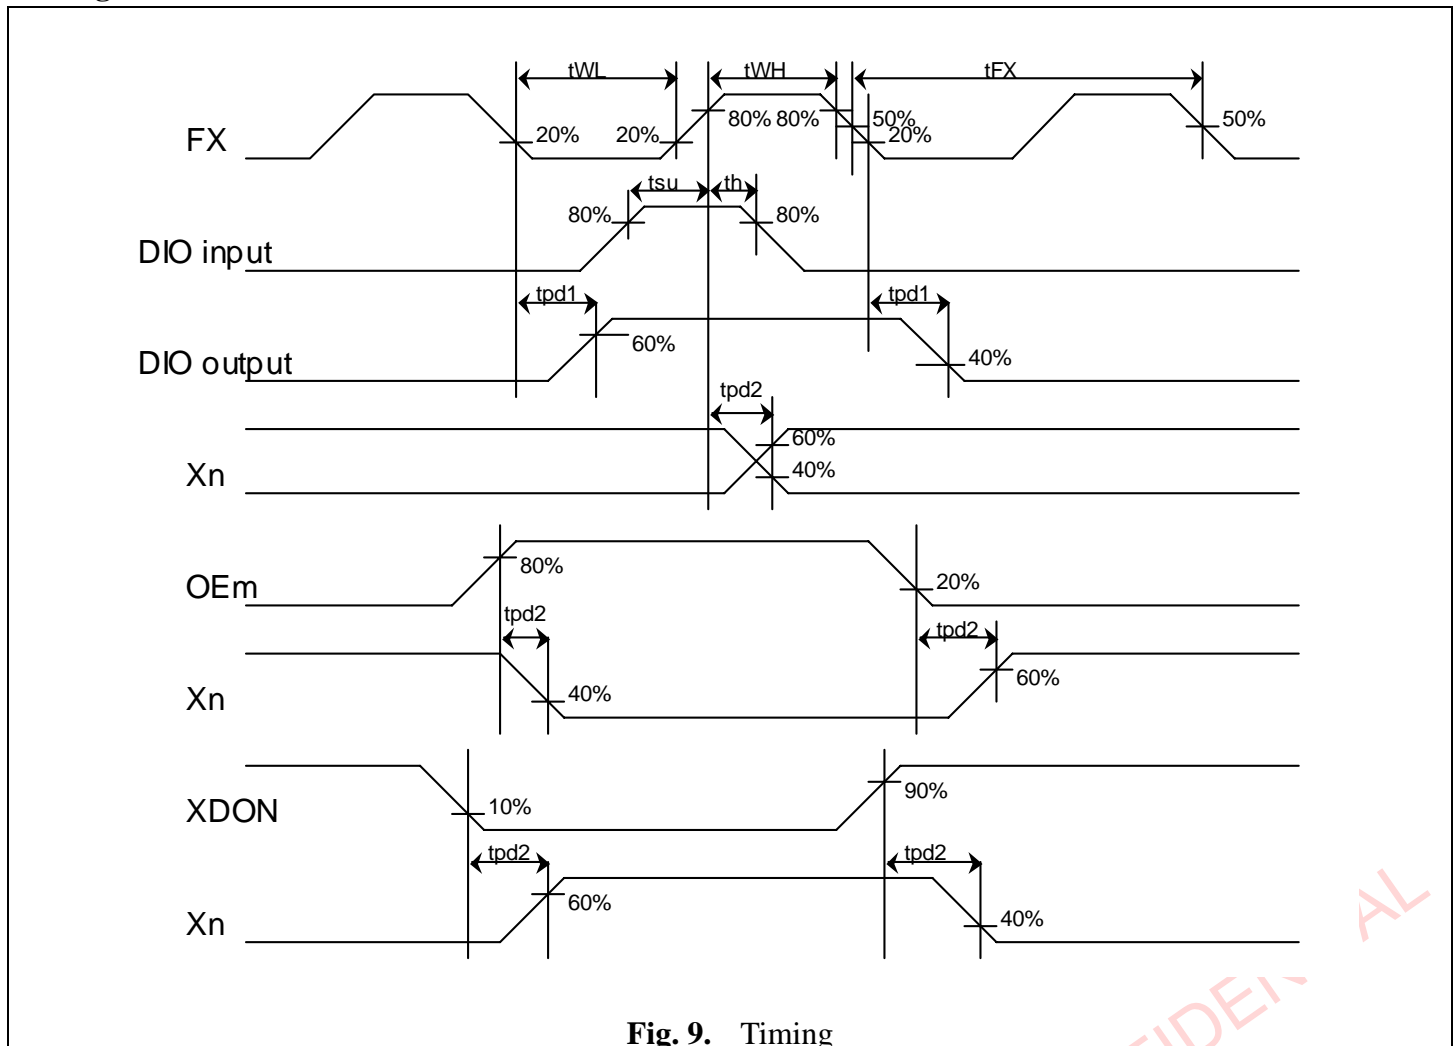 tWL tWH tFX
FX 20% 20% 80% 80% 50% 20% 50%
tsu th
DIO input 80% 80%
tpd1 tpd1
DIO output 60% 40%
tpd2
Xn 60%
40%
OEm 80% 20%
tpd2 tpd2
Xn 40% 60%
XDON 10% 90%
tpd2 tpd2
Xn 60% 40%
Fig. 9. Timing